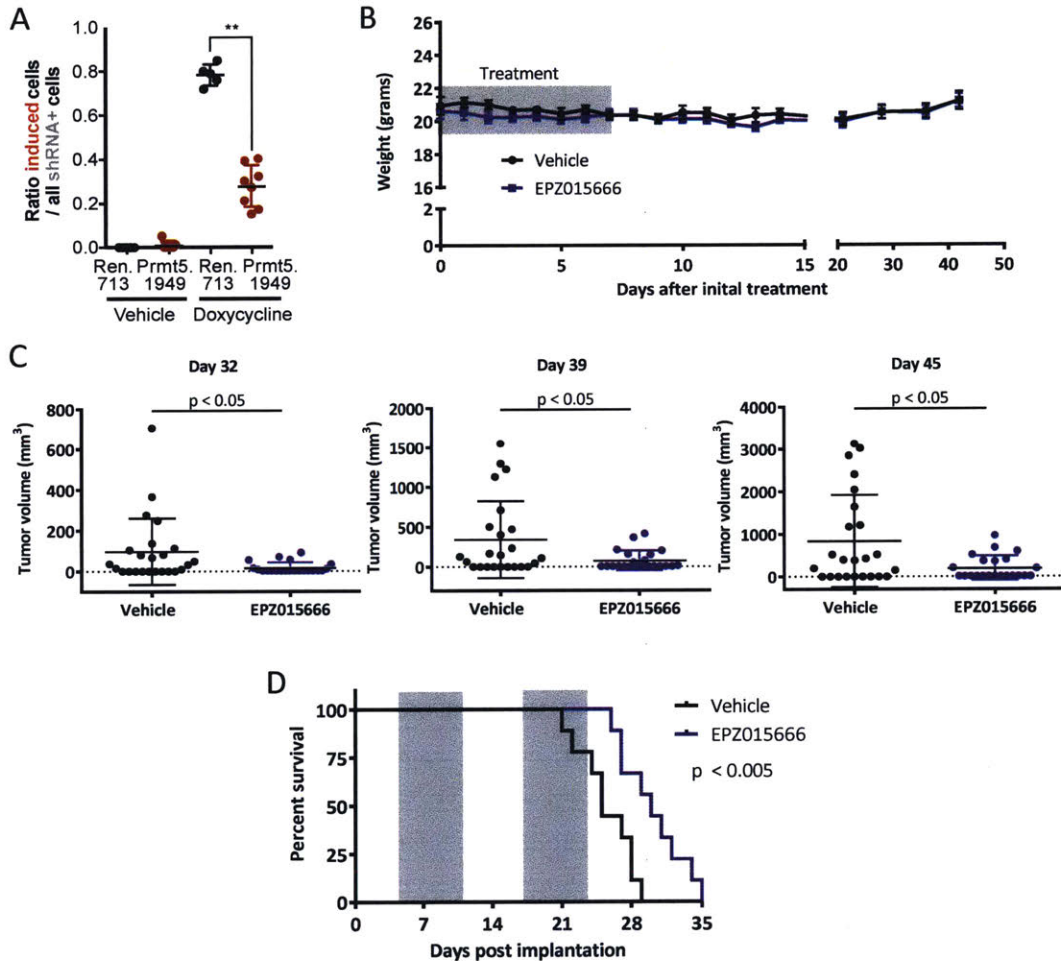 A
Ratio induced cells
/ all shRNA+ cells
1.0
0.8
0.6
0.4
0.2
0.0
**
Ren. Prmt5. Ren. Prmt5.
713 1949 713 1949
Vehicle Doxycycline
B
Weight (grams)
26
25
24
23
22
21
20
19
18
17
16
2
0
Treatment
Vehicle
EPZ015666
0 5 10 15 20 30 40 50
Days after inital treatment
C
Day 32
p < 0.05
Tumor volume (mm³)
800
600
400
200
0
Vehicle EPZ015666
Day 39
p < 0.05
Tumor volume (mm³)
2000
1500
1000
500
0
Vehicle EPZ015666
Day 45
p < 0.05
Tumor volume (mm³)
4000
3000
2000
1000
0
Vehicle EPZ015666
D
Percent survival
100
75
50
25
0
0 7 14 21 28 35
Days post implantation
Vehicle
EPZ015666
p < 0.005